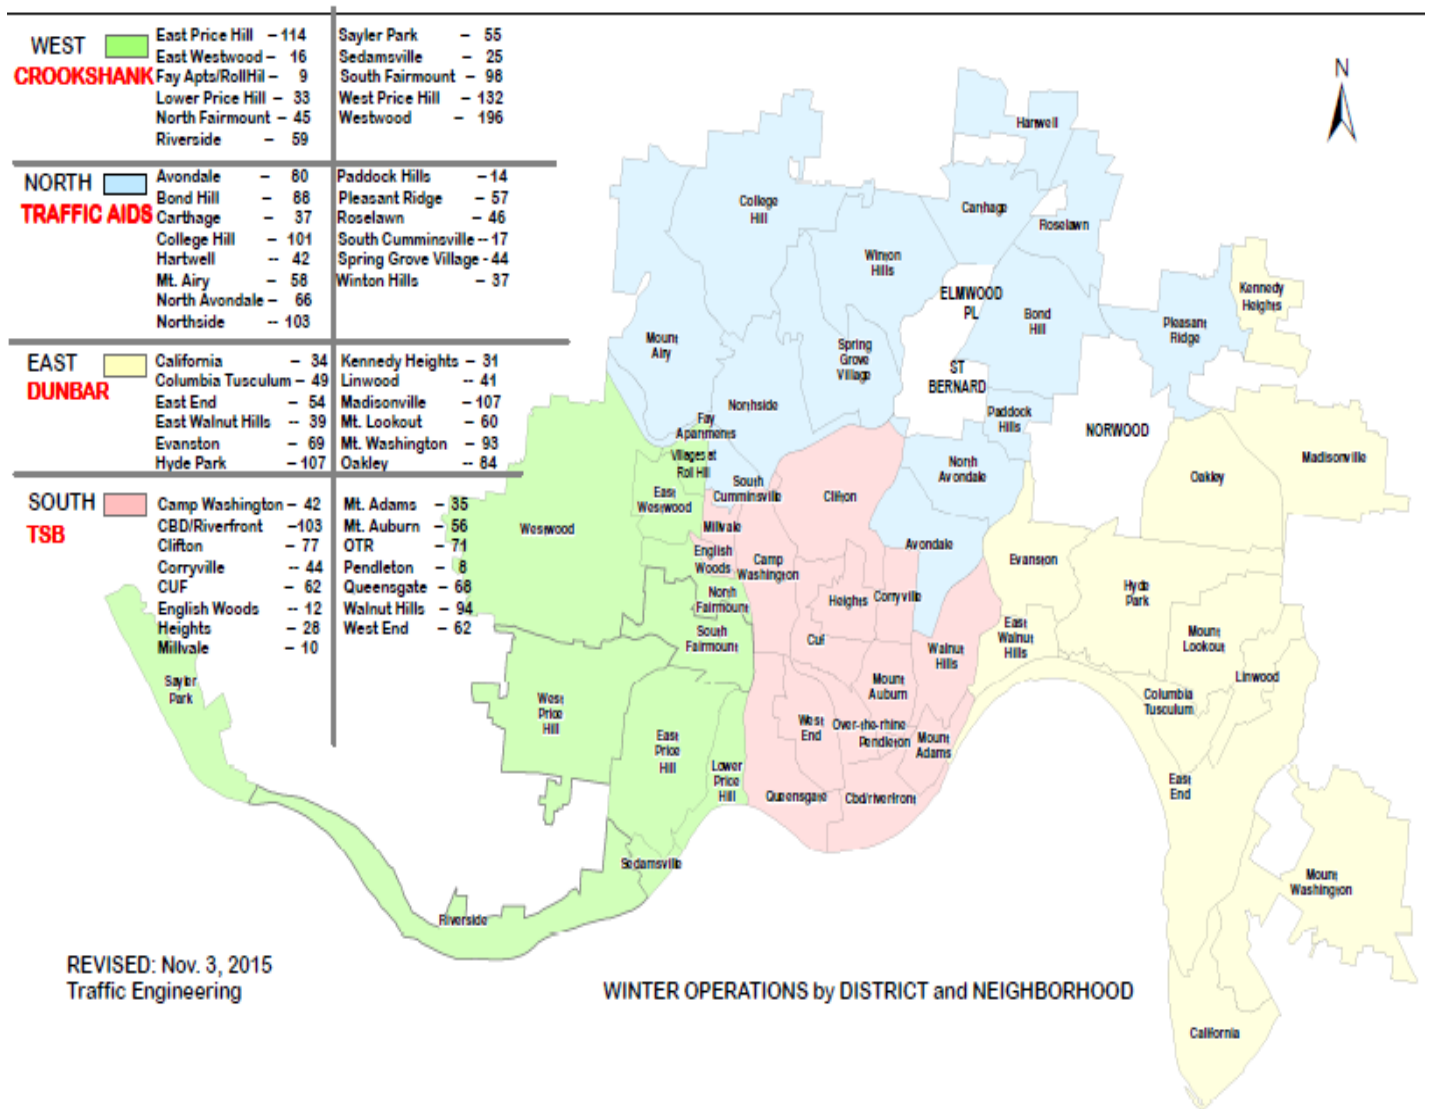 WEST
CROOKSHANK
East Price Hill – 114
East Westwood – 16
Fay Apts/RollHil – 9
Lower Price Hill – 33
North Fairmount – 45
Riverside – 59
Sayler Park – 55
Sedamsville – 25
South Fairmount – 98
West Price Hill – 132
Westwood – 196
NORTH
TRAFFIC AIDS
Avondale – 80
Bond Hill – 88
Carthage – 37
College Hill – 101
Hartwell -- 42
Mt. Airy – 58
North Avondale – 66
Northside -- 103
Paddock Hills – 14
Pleasant Ridge – 57
Roselawn – 46
South Cumminsville -- 17
Spring Grove Village - 44
Winton Hills – 37
EAST
DUNBAR
California – 34
Columbia Tusculum – 49
East End – 54
East Walnut Hills -- 39
Evanston – 69
Hyde Park – 107
Kennedy Heights – 31
Linwood -- 41
Madisonville – 107
Mt. Lookout – 60
Mt. Washington – 93
Oakley -- 84
SOUTH
TSB
Camp Washington – 42
CBD/Riverfront –103
Clifton – 77
Corryville -- 44
CUF – 62
English Woods -- 12
Heights – 28
Millvale – 10
Mt. Adams – 35
Mt. Auburn – 56
OTR – 71
Pendleton – 8
Queensgate – 68
Walnut Hills – 94
West End – 62
N
Hartwell
College
Hill
Carthage
Roselawn
Winton
Hills
ELMWOOD
PL
Kennedy
Heights
Bond
Hill
Pleasant
Ridge
Mount
Airy
Spring
Grove
Village
ST
BERNARD
Northside
Paddock
Hills
NORWOOD
Fay
Apartments
Villages at
Roll Hill
North
Avondale
Madisonville
Oakley
South
Cumminsville
Clifton
East
Westwood
Westwood
Millvale
Avondale
English
Woods
Camp
Washington
Evanston
Hyde
Park
North
Fairmount
Heights
Corryville
South
Fairmount
Cuf
East
Walnut
Hills
Mount
Lookout
Walnut
Hills
Linwood
Sayler
Park
Mount
Auburn
West
Price
Hill
Columbia
Tusculum
West
End
Over-the-rhine
Pendleton
Mount
Adams
East
Price
Hill
Lower
Price
Hill
East
End
Queensgate
Cbd/riverfront
Sedamsville
Mount
Washington
Riverside
REVISED: Nov. 3, 2015
Traffic Engineering
WINTER OPERATIONS by DISTRICT and NEIGHBORHOOD
California